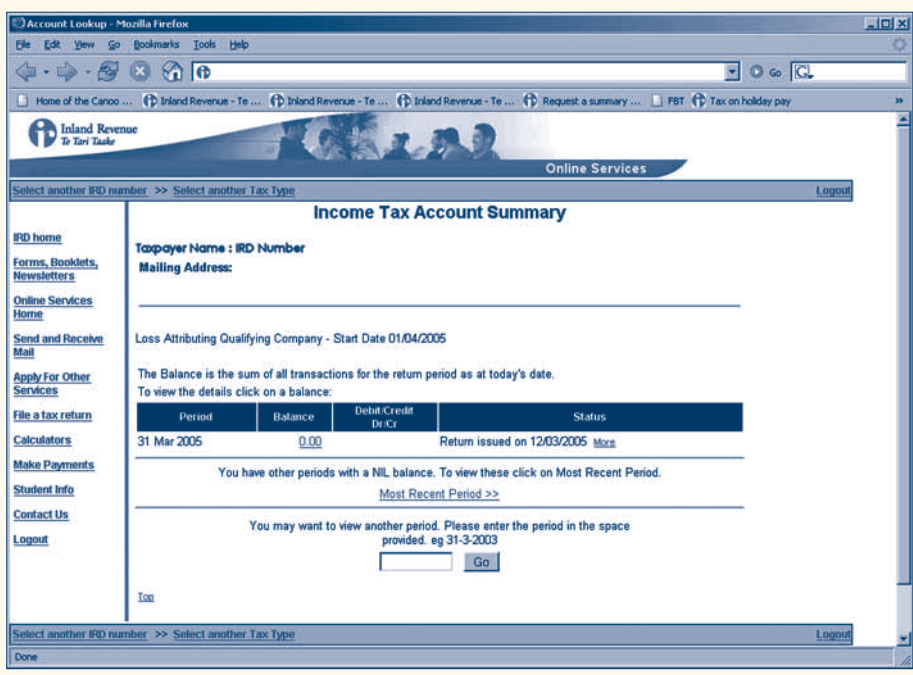 Account Lookup - Mozilla Firefox
File Edit View Go Bookmarks Tools Help
Go
Home of the Canoo ... Inland Revenue - Te ... Inland Revenue - Te ... Inland Revenue - Te ... Request a summary ... FBT Tax on holiday pay »
Inland Revenue
Te Tari Taake
Online Services
Select another IRD number >> Select another Tax Type Logout
Income Tax Account Summary
IRD home
Forms, Booklets,
Newsletters
Online Services
Home
Send and Receive
Mail
Apply For Other
Services
File a tax return
Calculators
Make Payments
Student Info
Contact Us
Logout
Taxpayer Name : IRD Number
Mailing Address:
Loss Attributing Qualifying Company - Start Date 01/04/2005
The Balance is the sum of all transactions for the return period as at today's date.
To view the details click on a balance:
Period Balance Debit/Credit Dr/Cr Status
31 Mar 2005 0.00 Return issued on 12/03/2005 More
You have other periods with a NIL balance. To view these click on Most Recent Period.
Most Recent Period >>
You may want to view another period. Please enter the period in the space
provided. eg 31-3-2003
Go
Top
Select another IRD number >> Select another Tax Type Logout
Done